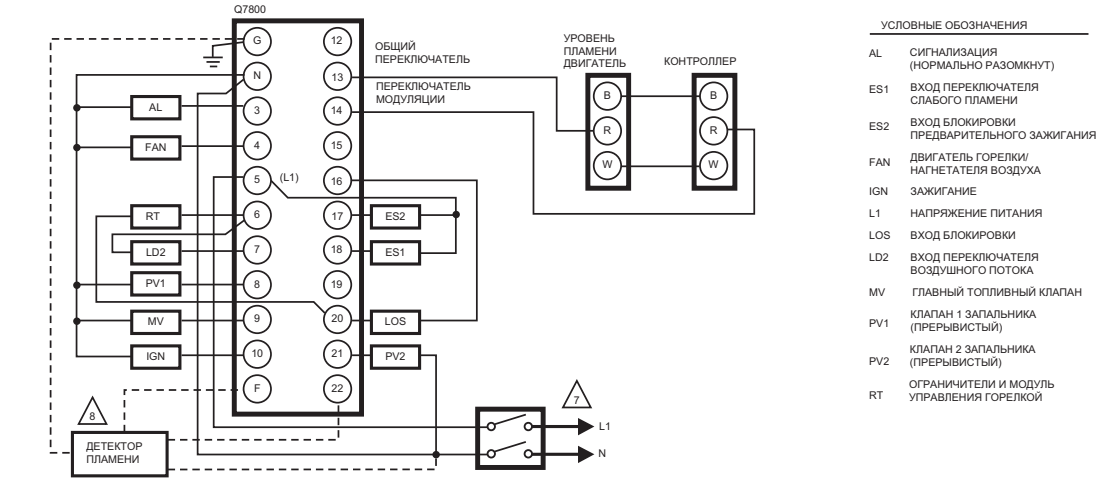 Q7800
G
N
3
4
5
6
7
8
9
10
F
12
13
14
15
16
17
18
19
20
21
22
(L1)
AL
FAN
RT
LD2
PV1
MV
IGN
ES2
ES1
LOS
PV2
8
ДЕТЕКТОР
ПЛАМЕНИ
ОБЩИЙ
ПЕРЕКЛЮЧАТЕЛЬ
ПЕРЕКЛЮЧАТЕЛЬ
МОДУЛЯЦИИ
УРОВЕНЬ
ПЛАМЕНИ
ДВИГАТЕЛЬ
B
R
W
КОНТРОЛЛЕР
B
R
W
7
L1
N
УСЛОВНЫЕ ОБОЗНАЧЕНИЯ
AL СИГНАЛИЗАЦИЯ
(НОРМАЛЬНО РАЗОМКНУТ)
ES1 ВХОД ПЕРЕКЛЮЧАТЕЛЯ
СЛАБОГО ПЛАМЕНИ
ES2 ВХОД БЛОКИРОВКИ
ПРЕДВАРИТЕЛЬНОГО ЗАЖИГАНИЯ
FAN ДВИГАТЕЛЬ ГОРЕЛКИ/
НАГНЕТАТЕЛЯ ВОЗДУХА
IGN ЗАЖИГАНИЕ
L1 НАПРЯЖЕНИЕ ПИТАНИЯ
LOS ВХОД БЛОКИРОВКИ
LD2 ВХОД ПЕРЕКЛЮЧАТЕЛЯ
ВОЗДУШНОГО ПОТОКА
MV ГЛАВНЫЙ ТОПЛИВНЫЙ КЛАПАН
PV1 КЛАПАН 1 ЗАПАЛЬНИКА
(ПРЕРЫВИСТЫЙ)
PV2 КЛАПАН 2 ЗАПАЛЬНИКА
(ПРЕРЫВИСТЫЙ)
RT ОГРАНИЧИТЕЛИ И МОДУЛЬ
УПРАВЛЕНИЯ ГОРЕЛКОЙ